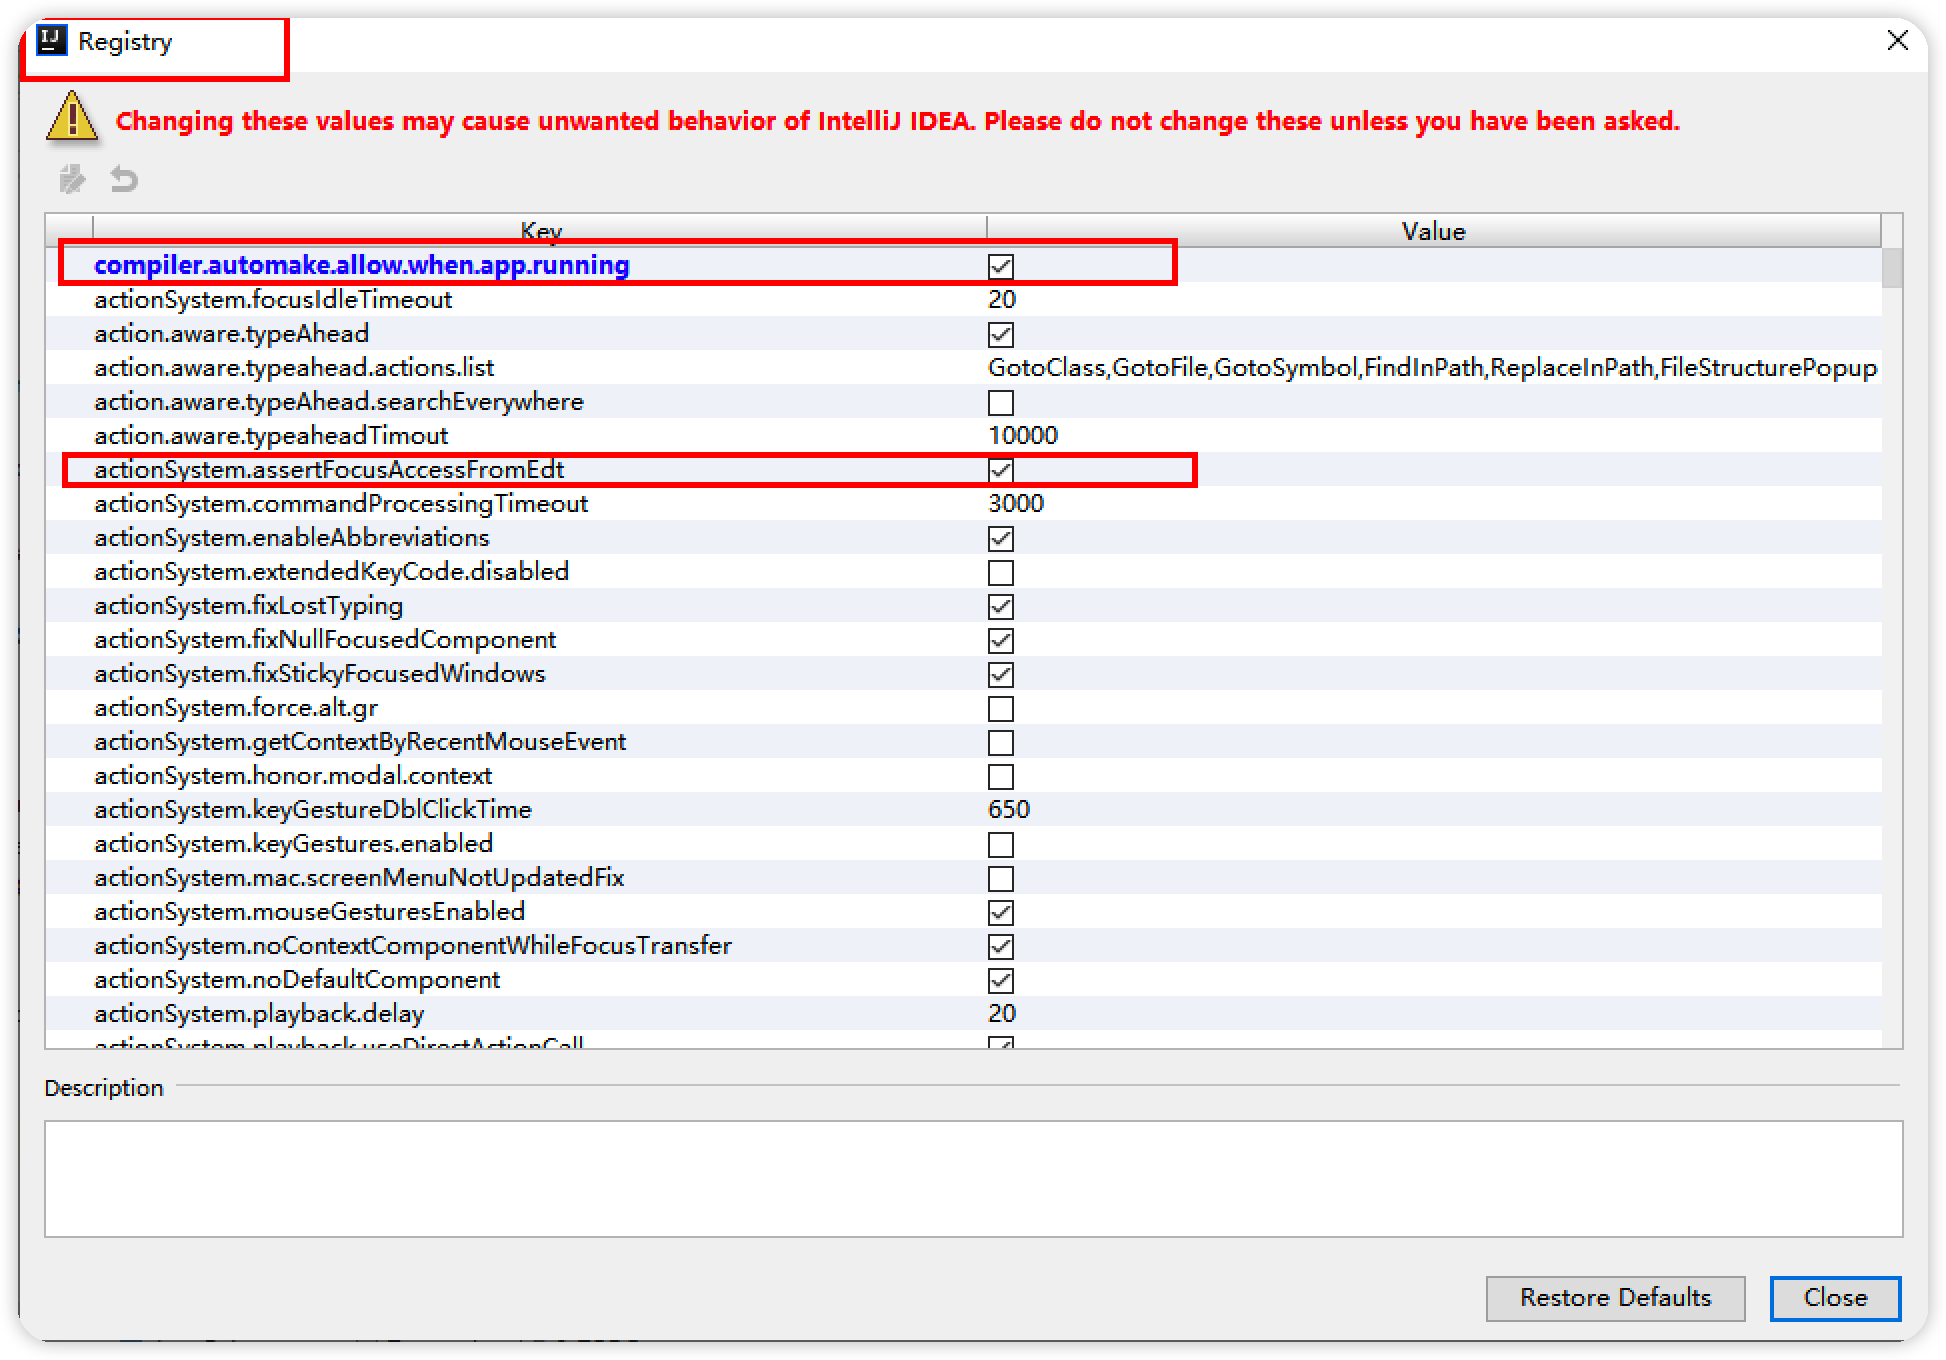 IJ Registry
Changing these values may cause unwanted behavior of IntelliJ IDEA. Please do not change these unless you have been asked.
Key Value
compiler.automake.allow.when.app.running
actionSystem.focusIdleTimeout 20
action.aware.typeAhead
action.aware.typeahead.actions.list GotoClass,GotoFile,GotoSymbol,FindInPath,ReplaceInPath,FileStructurePopup
action.aware.typeAhead.searchEverywhere
action.aware.typeaheadTimout 10000
actionSystem.assertFocusAccessFromEdt
actionSystem.commandProcessingTimeout 3000
actionSystem.enableAbbreviations
actionSystem.extendedKeyCode.disabled
actionSystem.fixLostTyping
actionSystem.fixNullFocusedComponent
actionSystem.fixStickyFocusedWindows
actionSystem.force.alt.gr
actionSystem.getContextByRecentMouseEvent
actionSystem.honor.modal.context
actionSystem.keyGestureDblClickTime 650
actionSystem.keyGestures.enabled
actionSystem.mac.screenMenuNotUpdatedFix
actionSystem.mouseGesturesEnabled
actionSystem.noContextComponentWhileFocusTransfer
actionSystem.noDefaultComponent
actionSystem.playback.delay 20
actionSystem.playback.useDirectActionCall
Description
Restore Defaults Close